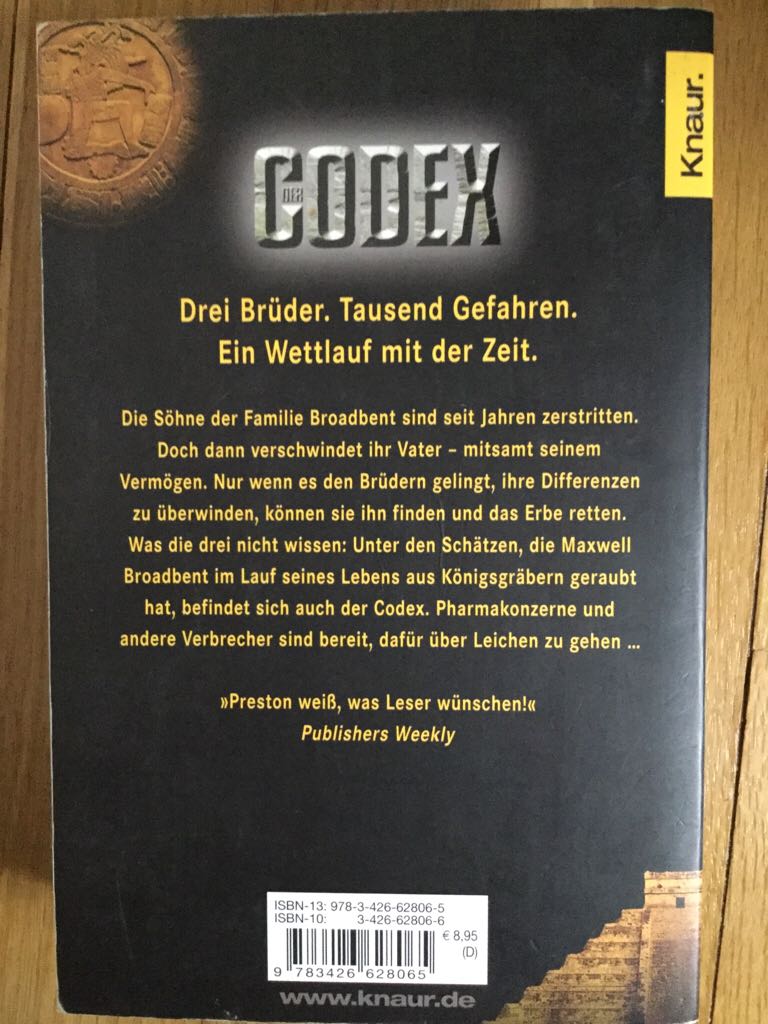 Knaur.
DER
CODEX
Drei Brüder. Tausend Gefahren.
Ein Wettlauf mit der Zeit.
Die Söhne der Familie Broadbent sind seit Jahren zerstritten.
Doch dann verschwindet ihr Vater – mitsamt seinem
Vermögen. Nur wenn es den Brüdern gelingt, ihre Differenzen
zu überwinden, können sie ihn finden und das Erbe retten.
Was die drei nicht wissen: Unter den Schätzen, die Maxwell
Broadbent im Lauf seines Lebens aus Königsgräbern geraubt
hat, befindet sich auch der Codex. Pharmakonzerne und
andere Verbrecher sind bereit, dafür über Leichen zu gehen ...
»Preston weiß, was Leser wünschen!«
Publishers Weekly
ISBN-13: 978-3-426-62806-5
ISBN-10: 3-426-62806-6
€ 8,95
(D)
9 783426 628065
www.knaur.de